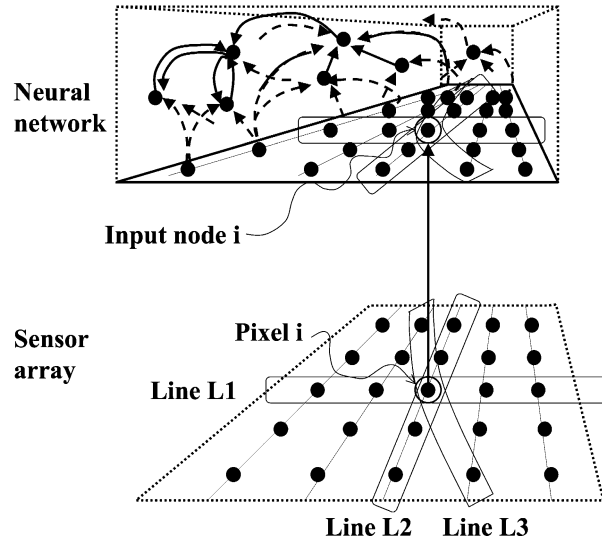 Neural
network
Input node i
Sensor
array
Pixel i
Line L1
Line L2
Line L3